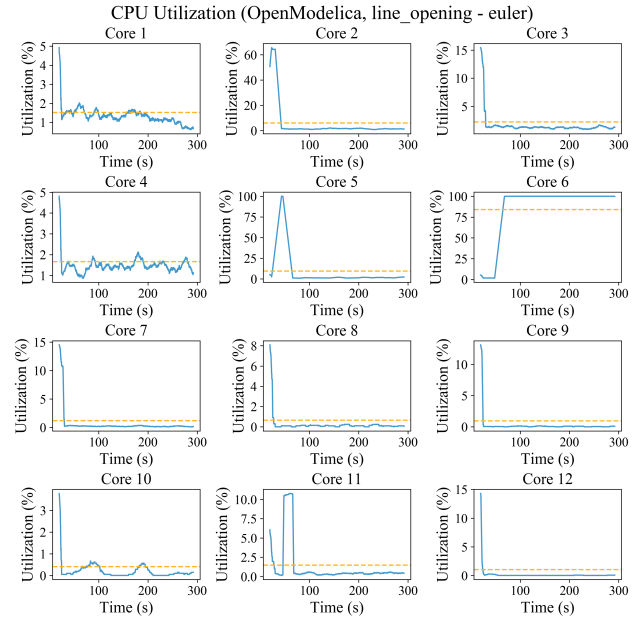 CPU Utilization (OpenModelica, line_opening - euler)
Core 1 Core 2 Core 3
Utilization (%) 5 4 3 2 1 100 200 300 Time (s)
Utilization (%) 60 40 20 0 100 200 300 Time (s)
Utilization (%) 15 10 5 100 200 300 Time (s)
Core 4 Core 5 Core 6
Utilization (%) 5 4 3 2 1 100 200 300 Time (s)
Utilization (%) 100 75 50 25 0 100 200 300 Time (s)
Utilization (%) 100 75 50 25 0 100 200 300 Time (s)
Core 7 Core 8 Core 9
Utilization (%) 15 10 5 0 100 200 300 Time (s)
Utilization (%) 8 6 4 2 0 100 200 300 Time (s)
Utilization (%) 10 5 0 100 200 300 Time (s)
Core 10 Core 11 Core 12
Utilization (%) 3 2 1 0 100 200 300 Time (s)
Utilization (%) 10.0 7.5 5.0 2.5 0.0 100 200 300 Time (s)
Utilization (%) 15 10 5 0 100 200 300 Time (s)